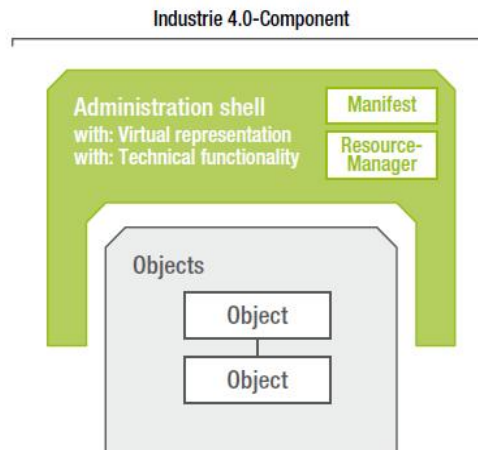 Industrie 4.0-Component
Administration shell
with: Virtual representation
with: Technical functionality
Manifest
Resource-
Manager
Objects
Object
Object